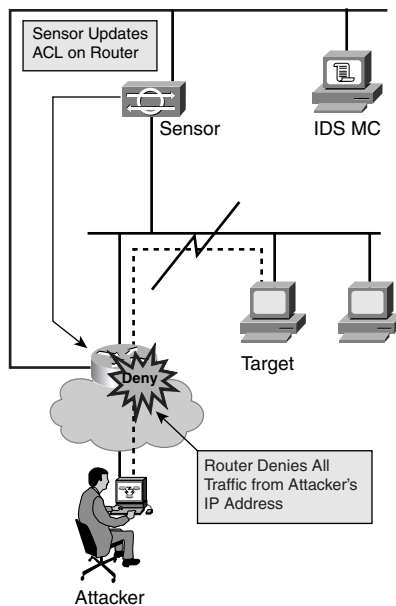 Sensor Updates
ACL on Router
Sensor
IDS MC
Target
Deny
Router Denies All
Traffic from Attacker's
IP Address
Attacker